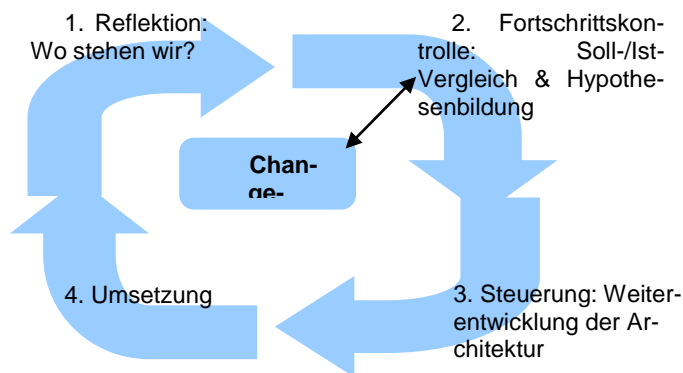 1. Reflektion:
Wo stehen wir?
2. Fortschrittskon-
trolle: Soll-/Ist-
Vergleich & Hypothe-
senbildung
Chan-
ge-
4. Umsetzung
3. Steuerung: Weiter-
entwicklung der Ar-
chitektur